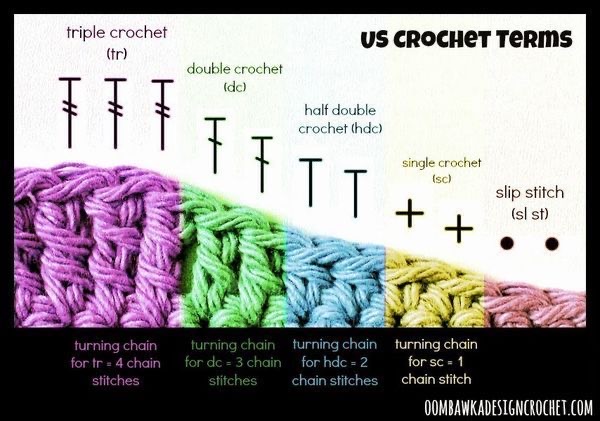 US CROCHET TERMS
triple crochet
(tr)
double crochet
(dc)
half double
crochet (hdc)
single crochet
(sc)
slip stitch
(sl st)
turning chain
for tr = 4 chain
stitches
turning chain
for dc = 3 chain
stitches
turning chain
for hdc = 2
chain stitches
turning chain
for sc = 1
chain stitch
OOMBAWKADESIGNCROCHET.COM